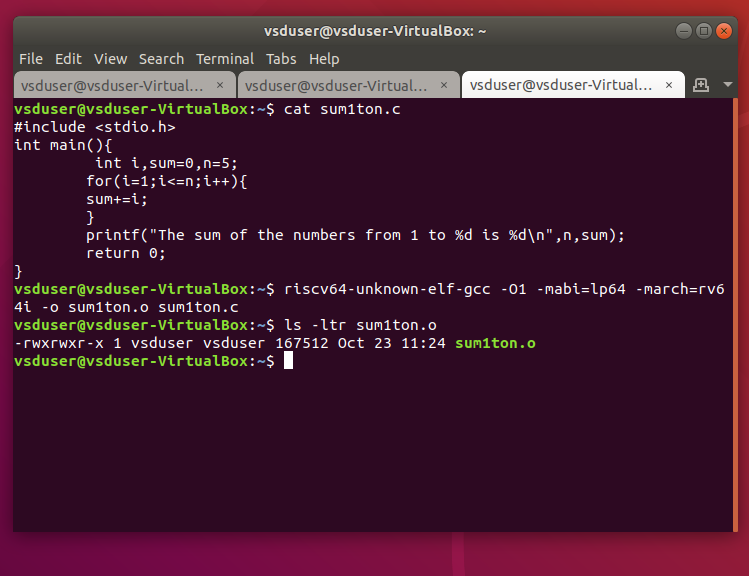 vsduser@vsduser-VirtualBox: ~
File Edit View Search Terminal Tabs Help
vsduser@vsduser-Virtual... × vsduser@vsduser-Virtual... × vsduser@vsduser-Virtual... ×
vsduser@vsduser-VirtualBox:~$ cat sum1ton.c
#include <stdio.h>
int main(){
         int i,sum=0,n=5;
        for(i=1;i<=n;i++){
        sum+=i;
        }
        printf("The sum of the numbers from 1 to %d is %d\n",n,sum);
        return 0;
}
vsduser@vsduser-VirtualBox:~$ riscv64-unknown-elf-gcc -O1 -mabi=lp64 -march=rv6
4i -o sum1ton.o sum1ton.c
vsduser@vsduser-VirtualBox:~$ ls -ltr sum1ton.o
-rwxrwxr-x 1 vsduser vsduser 167512 Oct 23 11:24 sum1ton.o
vsduser@vsduser-VirtualBox:~$